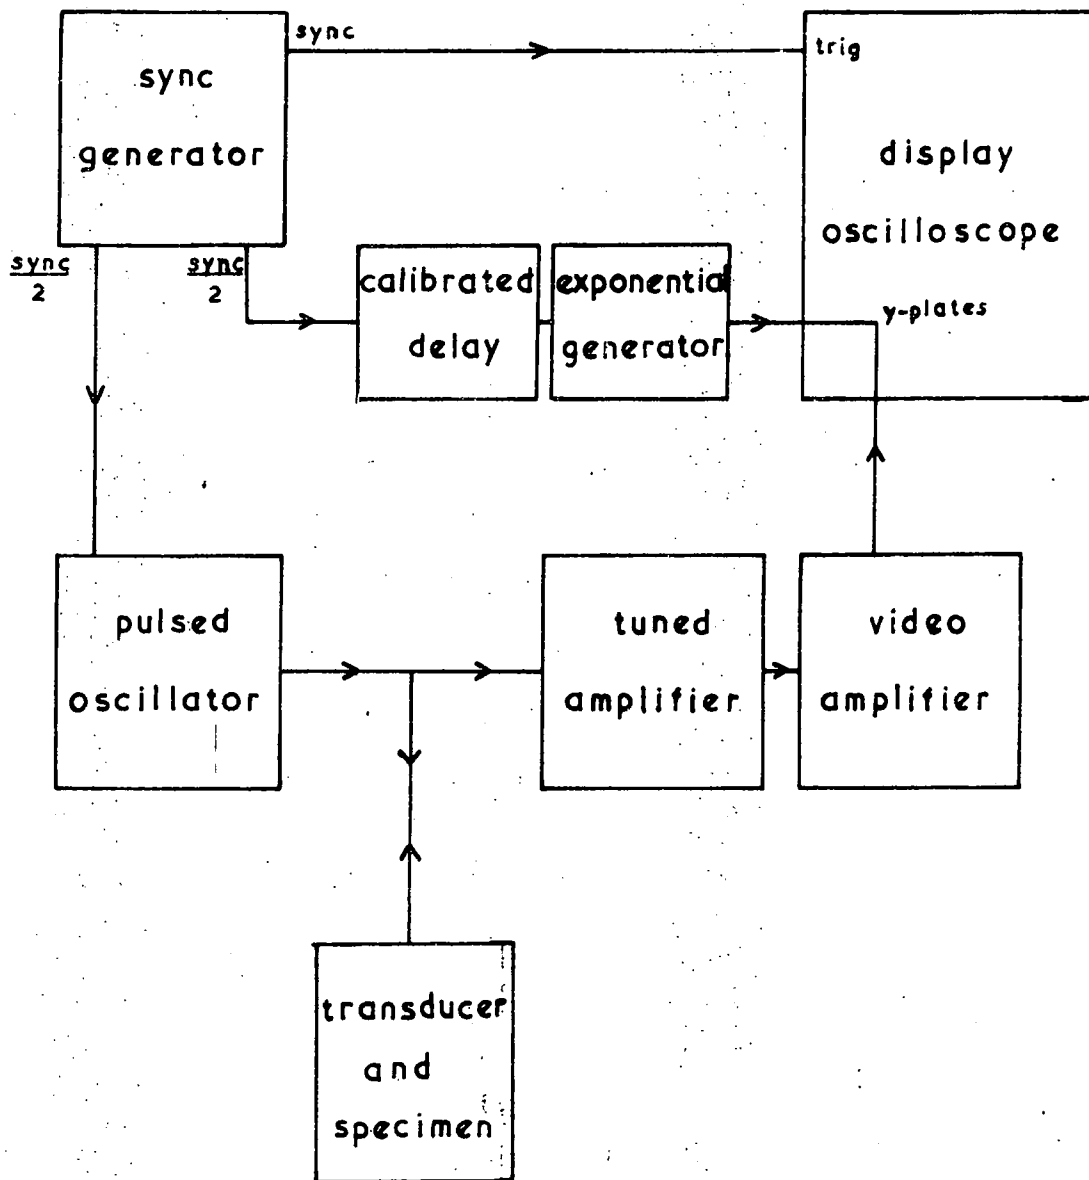 sync
generator
sync
trig
display
oscilloscope
sync
2
sync
2
calibrated
delay
exponential
generator
y-plates
pulsed
oscillator
tuned
amplifier
video
amplifier
transducer
and
specimen